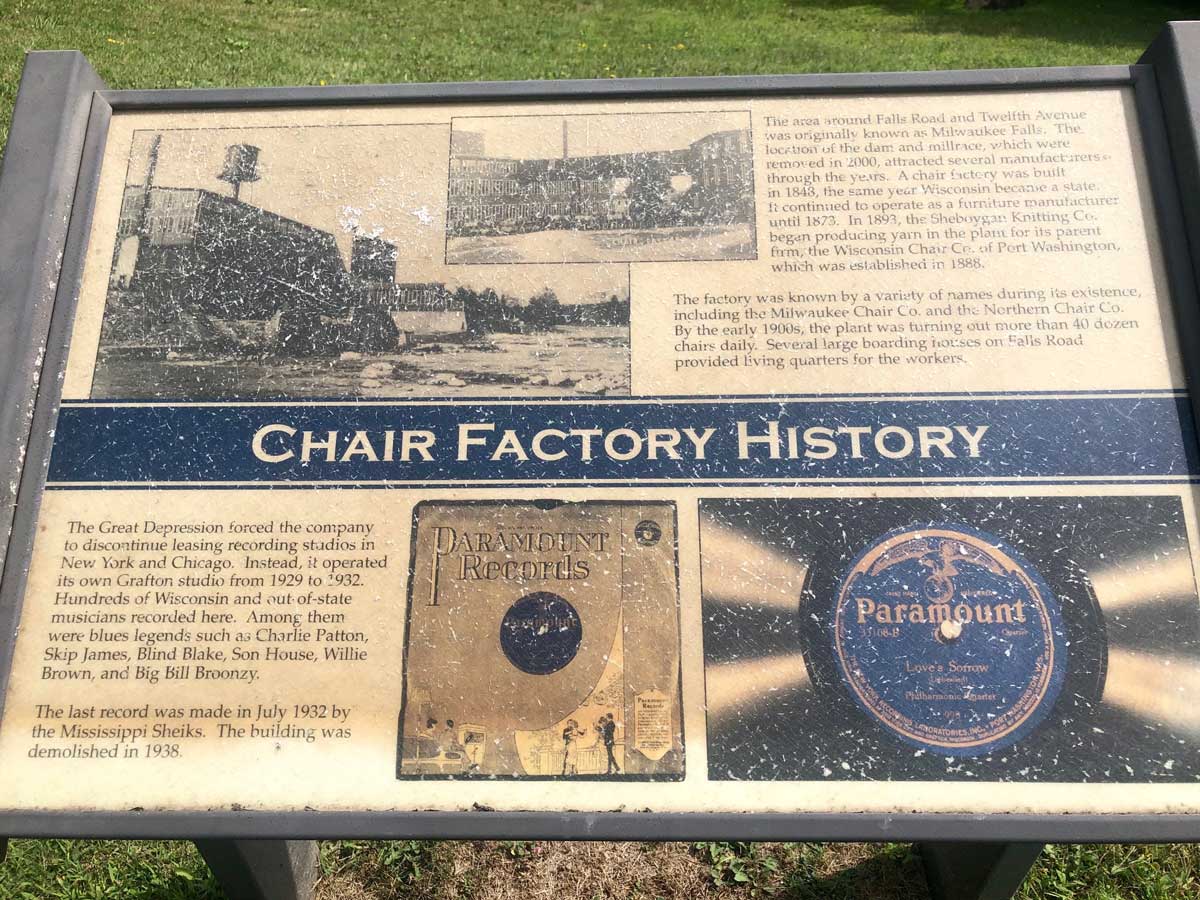 The area around Falls Road and Twelfth Avenue
was originally known as Milwaukee Falls. The
location of the dam and millrace, which were
removed in 2000, attracted several manufacturers
through the years. A chair factory was built
in 1848, the same year Wisconsin became a state.
It continued to operate as a furniture manufacturer
until 1873. In 1893, the Sheboygan Knitting Co.
began producing yarn in the plant for its parent
firm, the Wisconsin Chair Co. of Port Washington,
which was established in 1888.
The factory was known by a variety of names during its existence,
including the Milwaukee Chair Co. and the Northern Chair Co.
By the early 1900s, the plant was turning out more than 40 dozen
chairs daily. Several large boarding houses on Falls Road
provided living quarters for the workers.
CHAIR FACTORY HISTORY
The Great Depression forced the company
to discontinue leasing recording studios in
New York and Chicago. Instead, it operated
its own Grafton studio from 1929 to 1932.
Hundreds of Wisconsin and out-of-state
musicians recorded here. Among them
were blues legends such as Charlie Patton,
Skip James, Blind Blake, Son House, Willie
Brown, and Big Bill Broonzy.
The last record was made in July 1932 by
the Mississippi Sheiks. The building was
demolished in 1938.
PARAMOUNT
Records
Paramount
Paramount
Records
Paramount
33108-B
Quartet
Love's Sorrow
Philharmonic Quartet